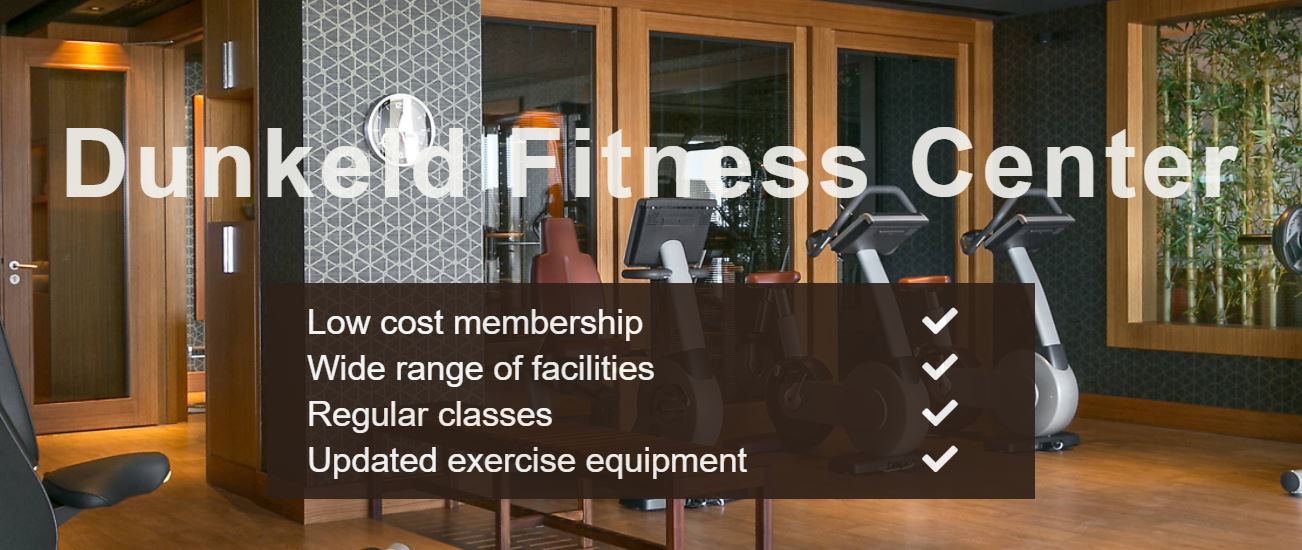 Dunkeld Fitness Center
Low cost membership
Wide range of facilities
Regular classes
Updated exercise equipment